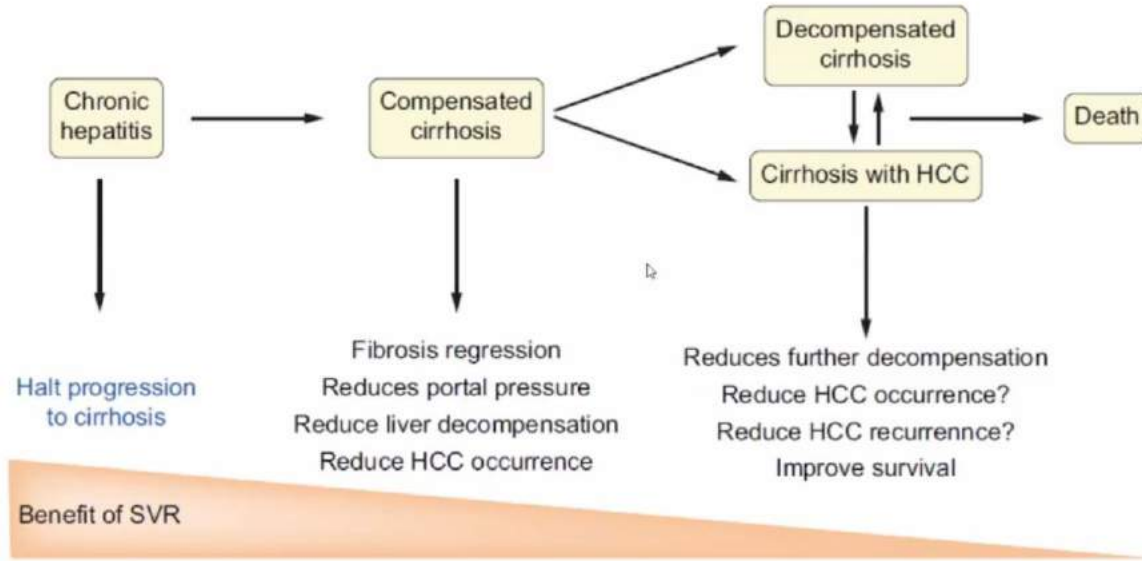 Chronic
hepatitis
Compensated
cirrhosis
Decompensated
cirrhosis
Cirrhosis with HCC
Death
Halt progression
to cirrhosis
Fibrosis regression
Reduces portal pressure
Reduce liver decompensation
Reduce HCC occurrence
Reduces further decompensation
Reduce HCC occurrence?
Reduce HCC recurrennce?
Improve survival
Benefit of SVR